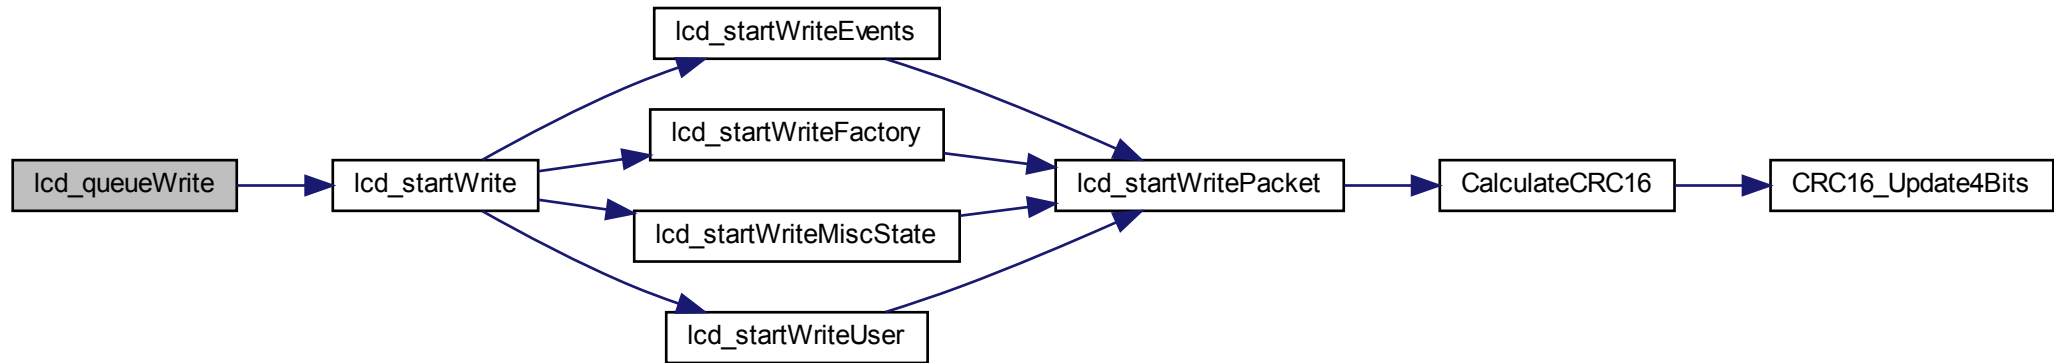 lcd_queueWrite
lcd_startWrite
lcd_startWriteEvents
lcd_startWriteFactory
lcd_startWriteMiscState
lcd_startWriteUser
lcd_startWritePacket
CalculateCRC16
CRC16_Update4Bits